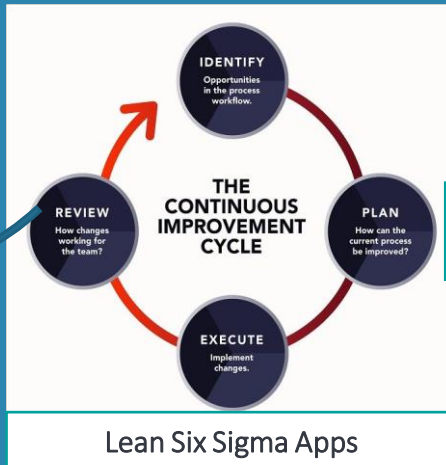 IDENTIFY
Opportunities
in the process
workflow.
THE
CONTINUOUS
IMPROVEMENT
CYCLE
PLAN
How can the
current process
be improved?
EXECUTE
Implement
changes.
REVIEW
How changes
working for
the team?
Lean Six Sigma Apps